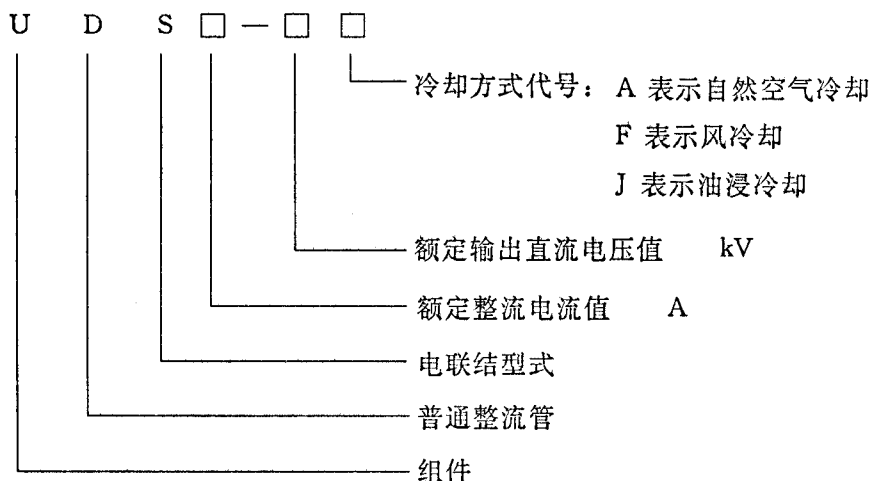 U D S □ — □ □
冷却方式代号： A 表示自然空气冷却
F 表示风冷却
J 表示油浸冷却
额定输出直流电压值 kV
额定整流电流值 A
电联结型式
普通整流管
组件